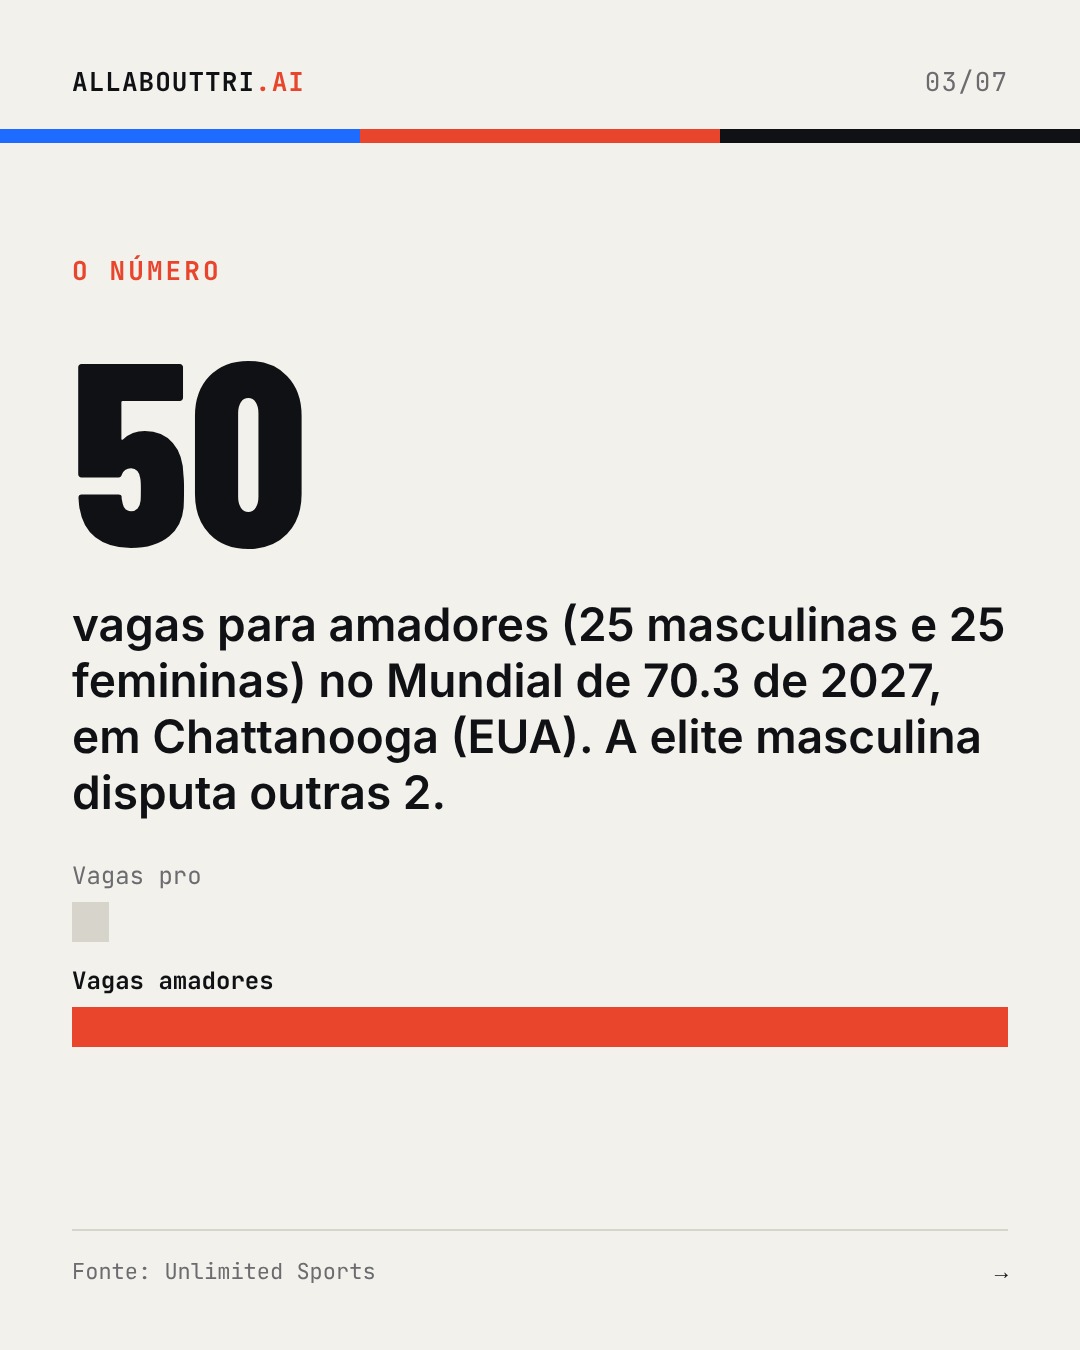 ALLABOUTTRI.AI
03/07
O NÚMERO
50
vagas para amadores (25 masculinas e 25
femininas) no Mundial de 70.3 de 2027,
em Chattanooga (EUA). A elite masculina
disputa outras 2.
Vagas pro
Vagas amadores
Fonte: Unlimited Sports
→